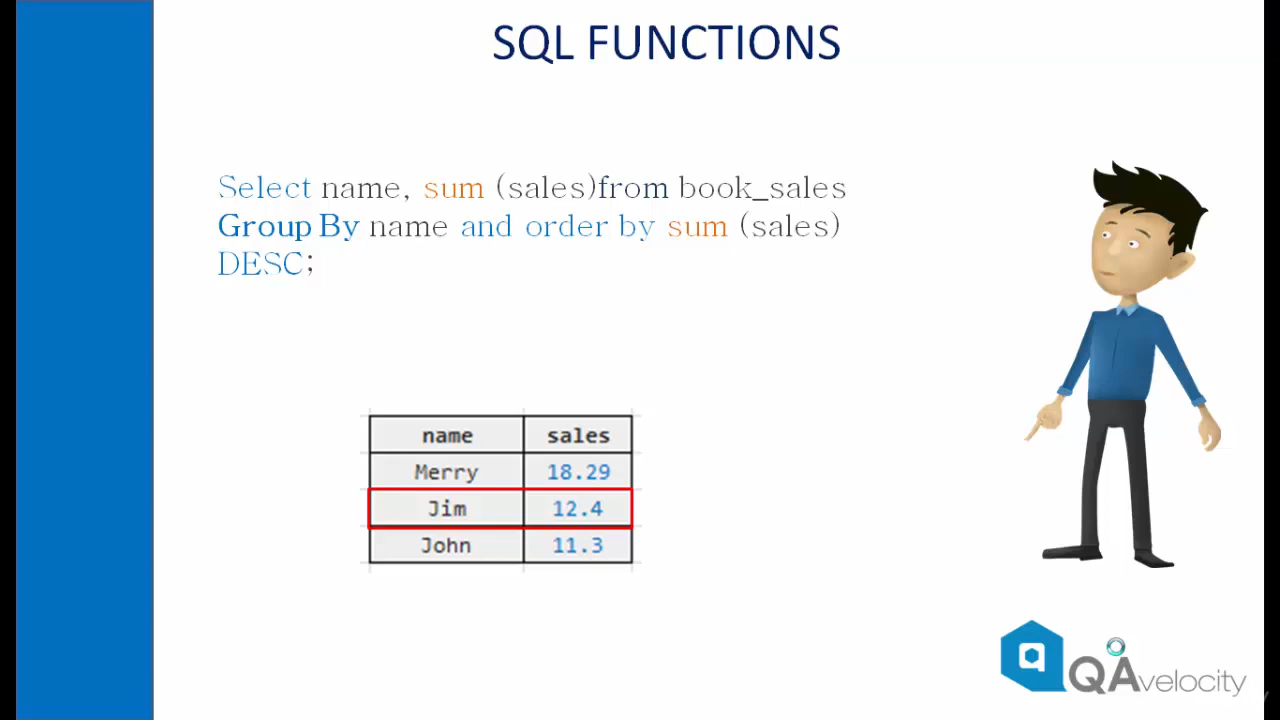 SQL FUNCTIONS
Select name, sum (sales)from book_sales
Group By name and order by sum (sales)
DESC;
name sales
Merry 18.29
Jim 12.4
John 11.3
q QAvelocity